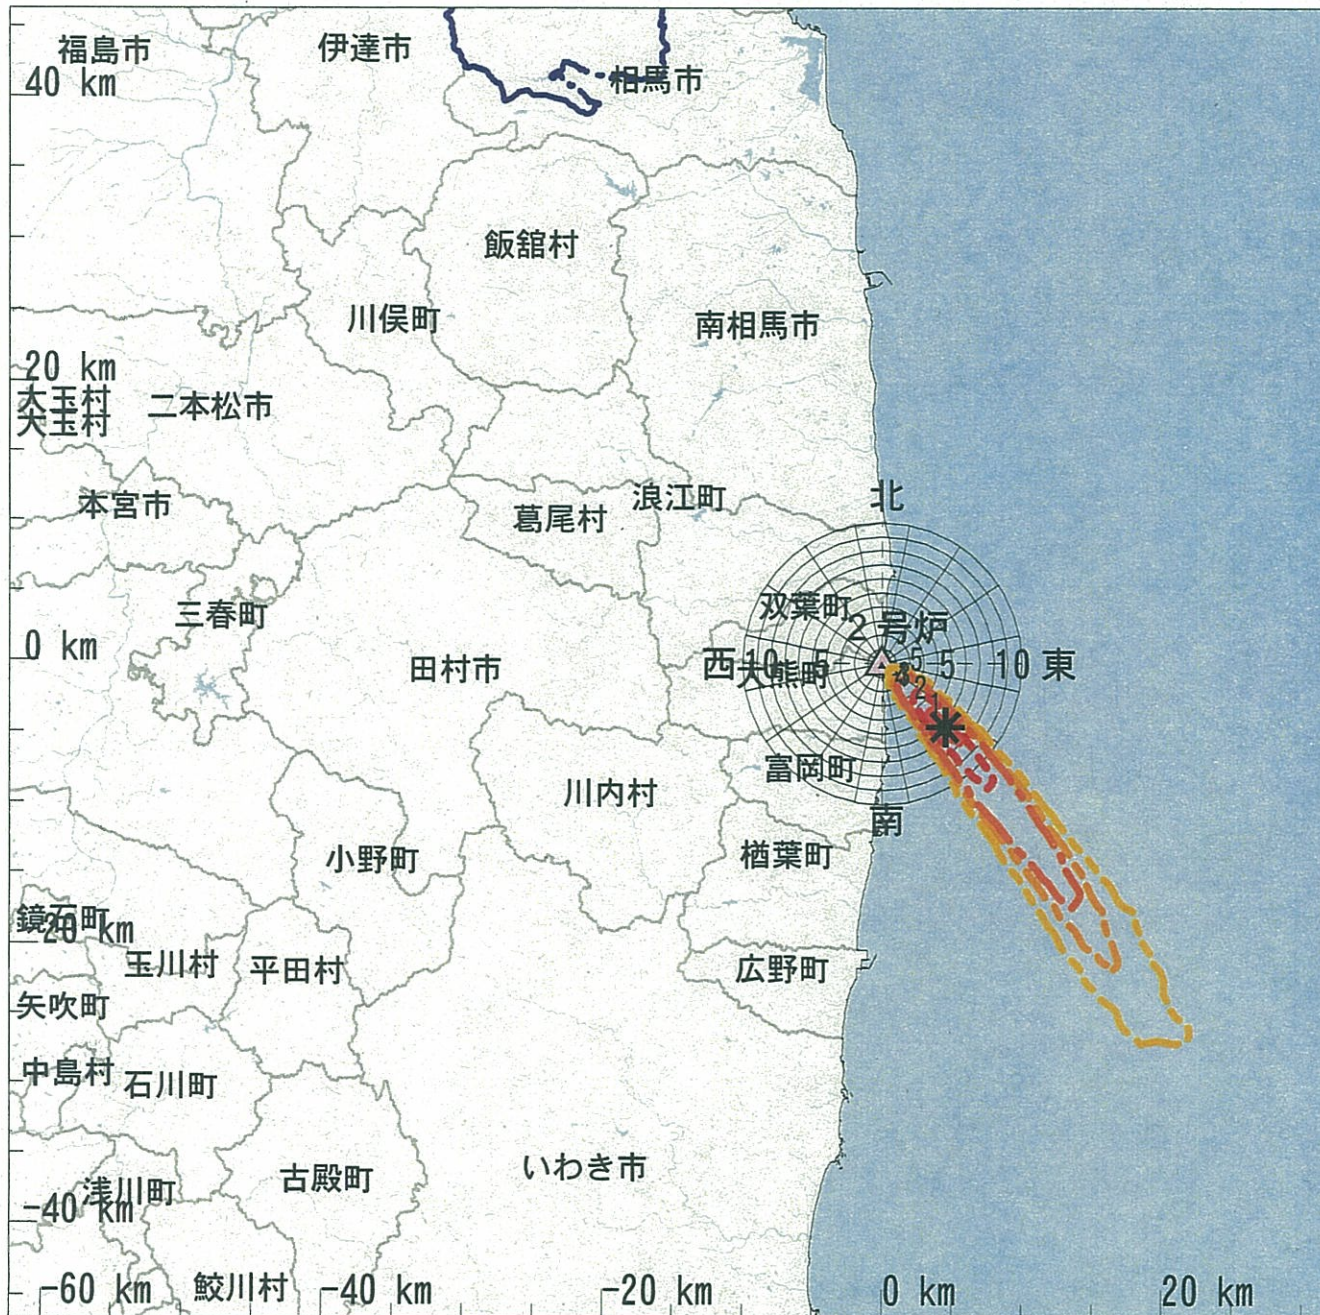 福島市
伊達市
相馬市
40 km
飯舘村
川俣町
南相馬市
20 km
大玉村
大玉村
二本松市
本宮市
浪江町
北
葛尾村
双葉町
三春町
2号炉
0 km
田村市
西 10 5 5 10 東
大熊町
5
2
1
富岡町
川内村
南
小野町
楢葉町
鏡石町
-20 km
玉川村
平田村
広野町
矢吹町
中島村
石川町
いわき市
古殿町
浅川町
-40 km
-60 km
鮫川村
-40 km
-20 km
0 km
20 km